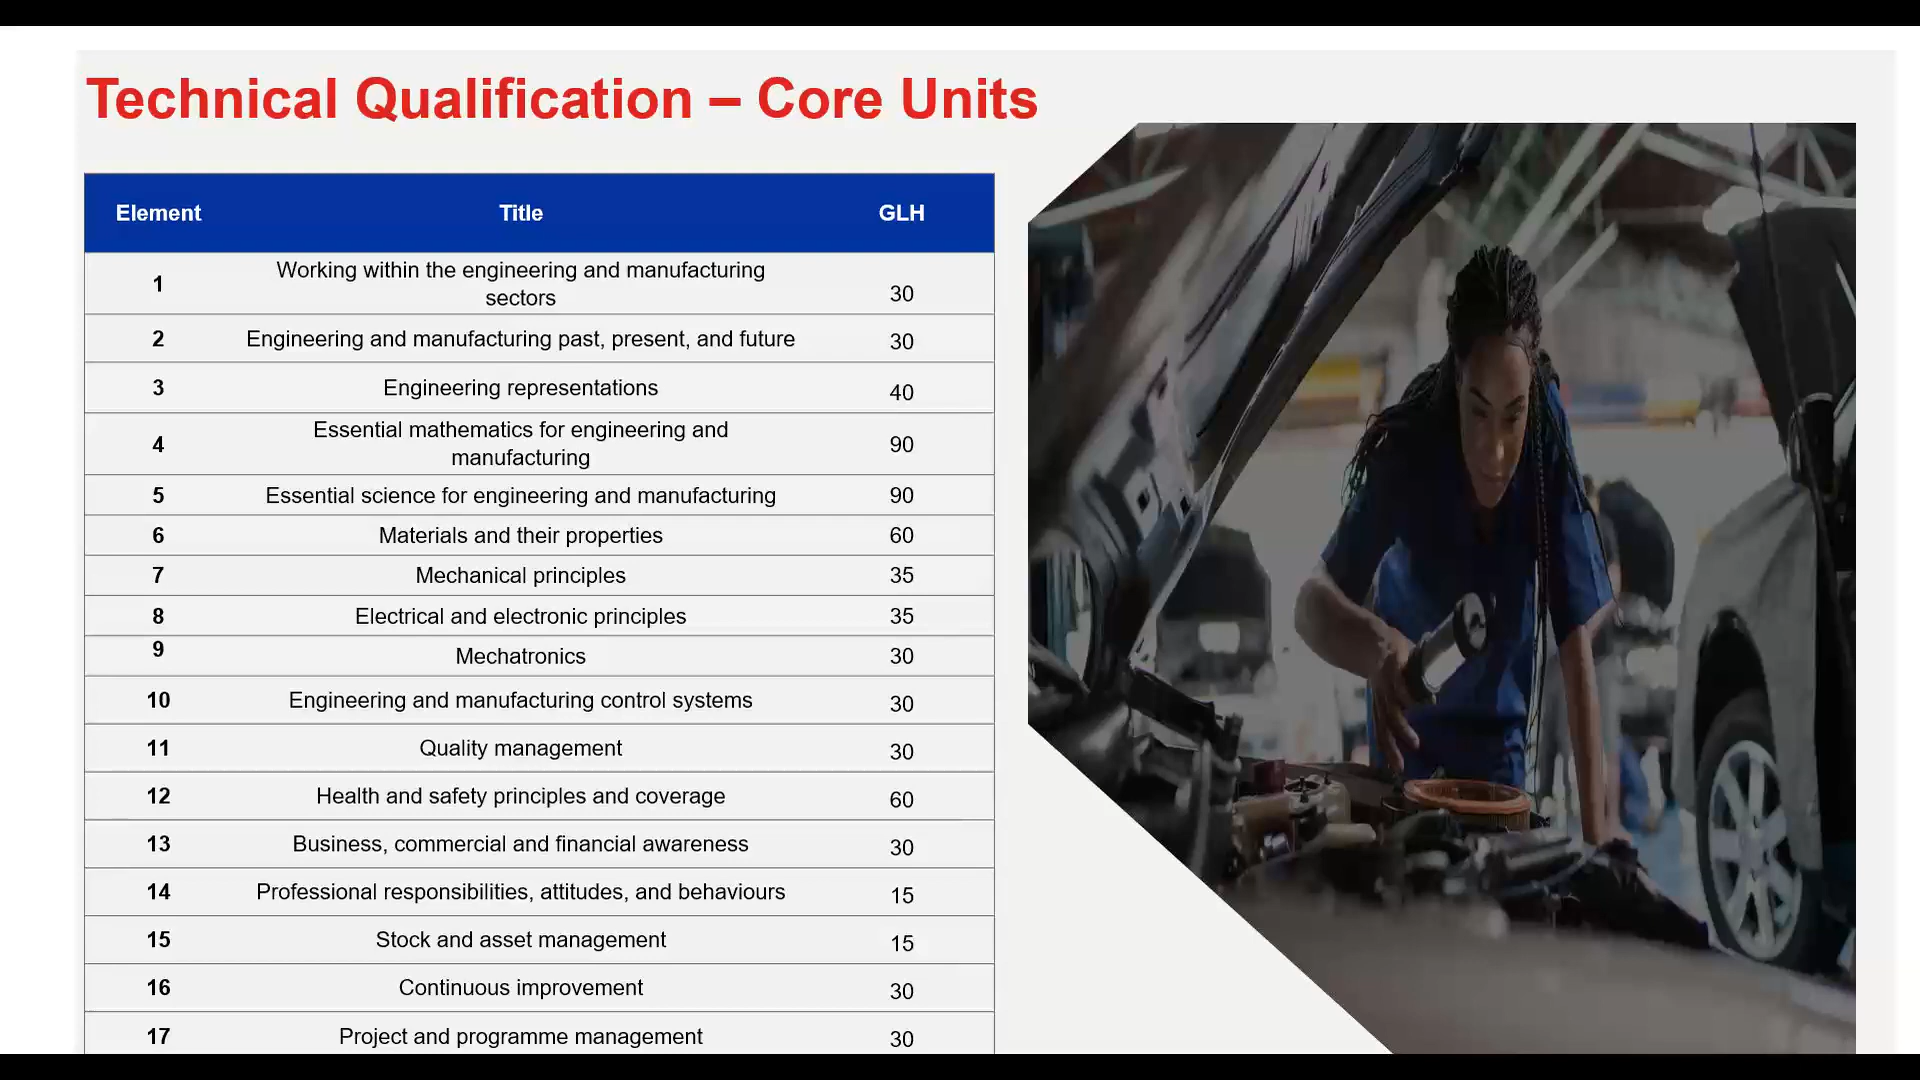 Technical Qualification – Core Units
Element Title GLH
1 Working within the engineering and manufacturing
sectors 30
2 Engineering and manufacturing past, present, and future 30
3 Engineering representations 40
4 Essential mathematics for engineering and
manufacturing 90
5 Essential science for engineering and manufacturing 90
6 Materials and their properties 60
7 Mechanical principles 35
8 Electrical and electronic principles 35
9 Mechatronics 30
10 Engineering and manufacturing control systems 30
11 Quality management 30
12 Health and safety principles and coverage 60
13 Business, commercial and financial awareness 30
14 Professional responsibilities, attitudes, and behaviours 15
15 Stock and asset management 15
16 Continuous improvement 30
17 Project and programme management 30